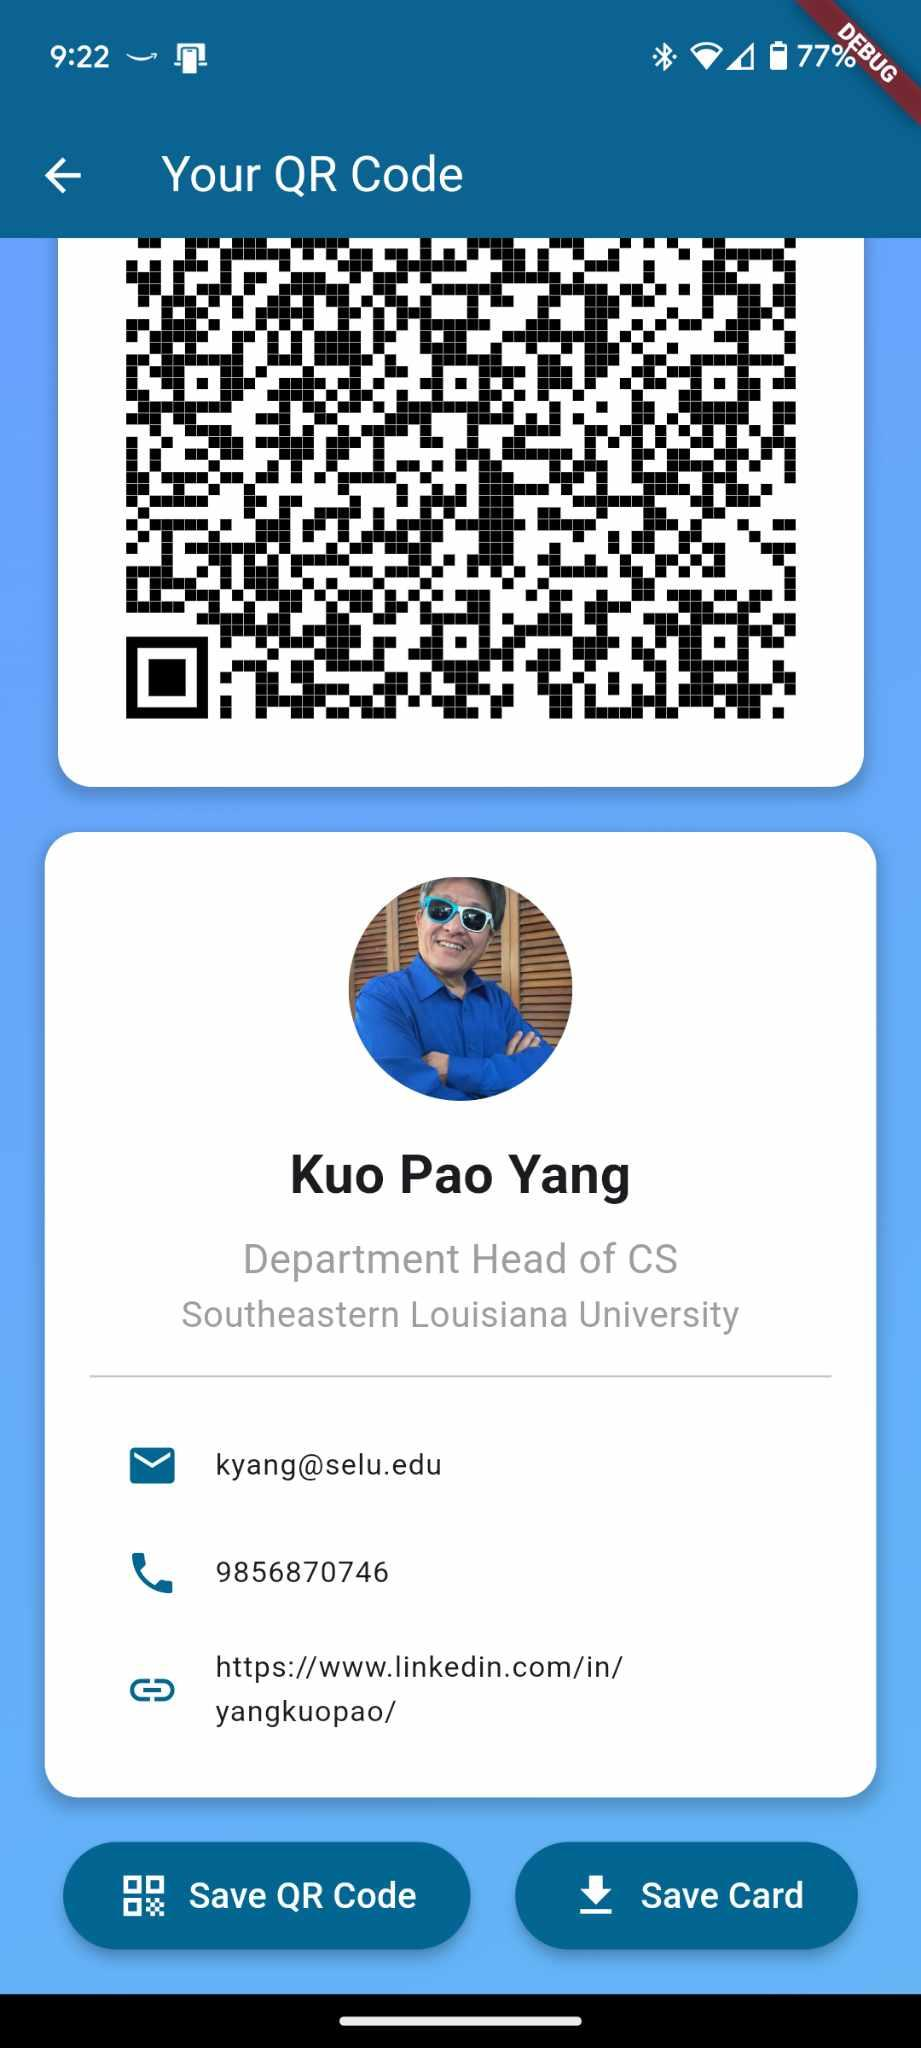 9:22
77%
DEBUG
Your QR Code
Kuo Pao Yang
Department Head of CS
Southeastern Louisiana University
kyang@selu.edu
9856870746
https://www.linkedin.com/in/
yangkuopao/
Save QR Code
Save Card